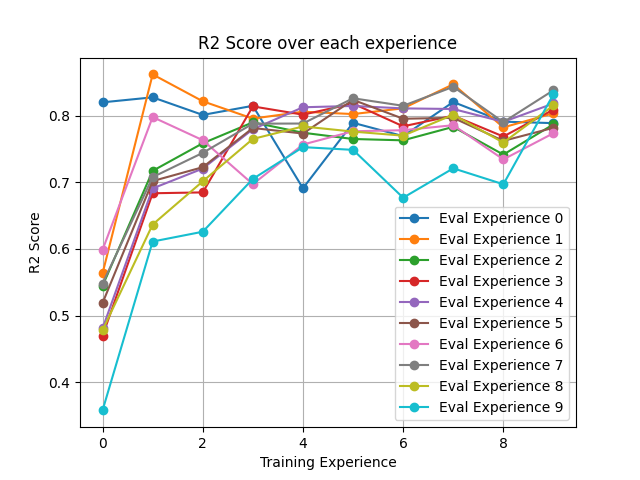 R2 Score over each experience
R2 Score
0.8
0.7
0.6
0.5
0.4
Eval Experience 0
Eval Experience 1
Eval Experience 2
Eval Experience 3
Eval Experience 4
Eval Experience 5
Eval Experience 6
Eval Experience 7
Eval Experience 8
Eval Experience 9
0 2 4 6 8
Training Experience